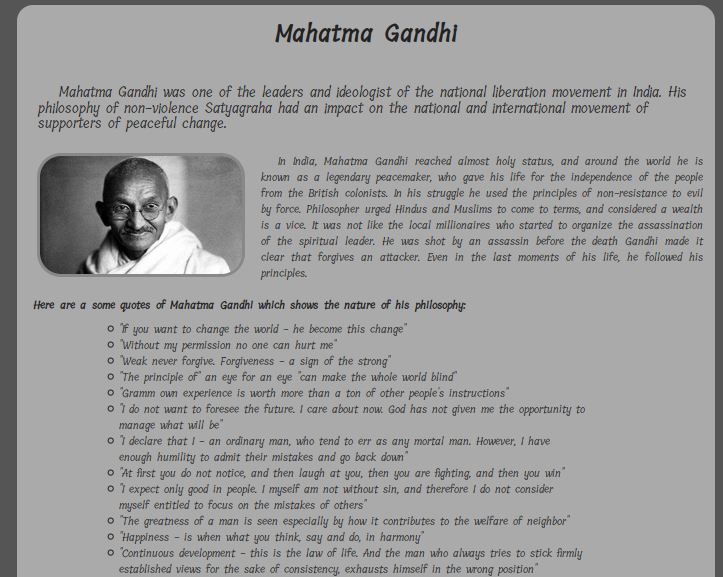 Mahatma Gandhi
Mahatma Gandhi was one of the leaders and ideologist of the national liberation movement in India. His
philosophy of non-violence Satyagraha had an impact on the national and international movement of
supporters of peaceful change.
In India, Mahatma Gandhi reached almost holy status, and around the world he is
known as a legendary peacemaker, who gave his life for the independence of the people
from the British colonists. In his struggle he used the principles of non-resistance to evil
by force. Philosopher urged Hindus and Muslims to come to terms, and considered a wealth
is a vice. It was not like the local millionaires who started to organize the assassination
of the spiritual leader. He was shot by an assassin before the death Gandhi made it
clear that forgives an attacker. Even in the last moments of his life, he followed his
principles.
Here are a some quotes of Mahatma Gandhi which shows the nature of his philosophy:
"If you want to change the world - he become this change"
"Without my permission no one can hurt me"
"Weak never forgive. Forgiveness - a sign of the strong"
"The principle of" an eye for an eye "can make the whole world blind"
"Gramm own experience is worth more than a ton of other people's instructions"
"I do not want to foresee the future. I care about now. God has not given me the opportunity to
manage what will be"
"I declare that I - an ordinary man, who tend to err as any mortal man. However, I have
enough humility to admit their mistakes and go back down"
"At first you do not notice, and then laugh at you, then you are fighting, and then you win"
"I expect only good in people. I myself am not without sin, and therefore I do not consider
myself entitled to focus on the mistakes of others"
"The greatness of a man is seen especially by how it contributes to the welfare of neighbor"
"Happiness - is when what you think, say and do, in harmony"
"Continuous development - this is the law of life. And the man who always tries to stick firmly
established views for the sake of consistency, exhausts himself in the wrong position"